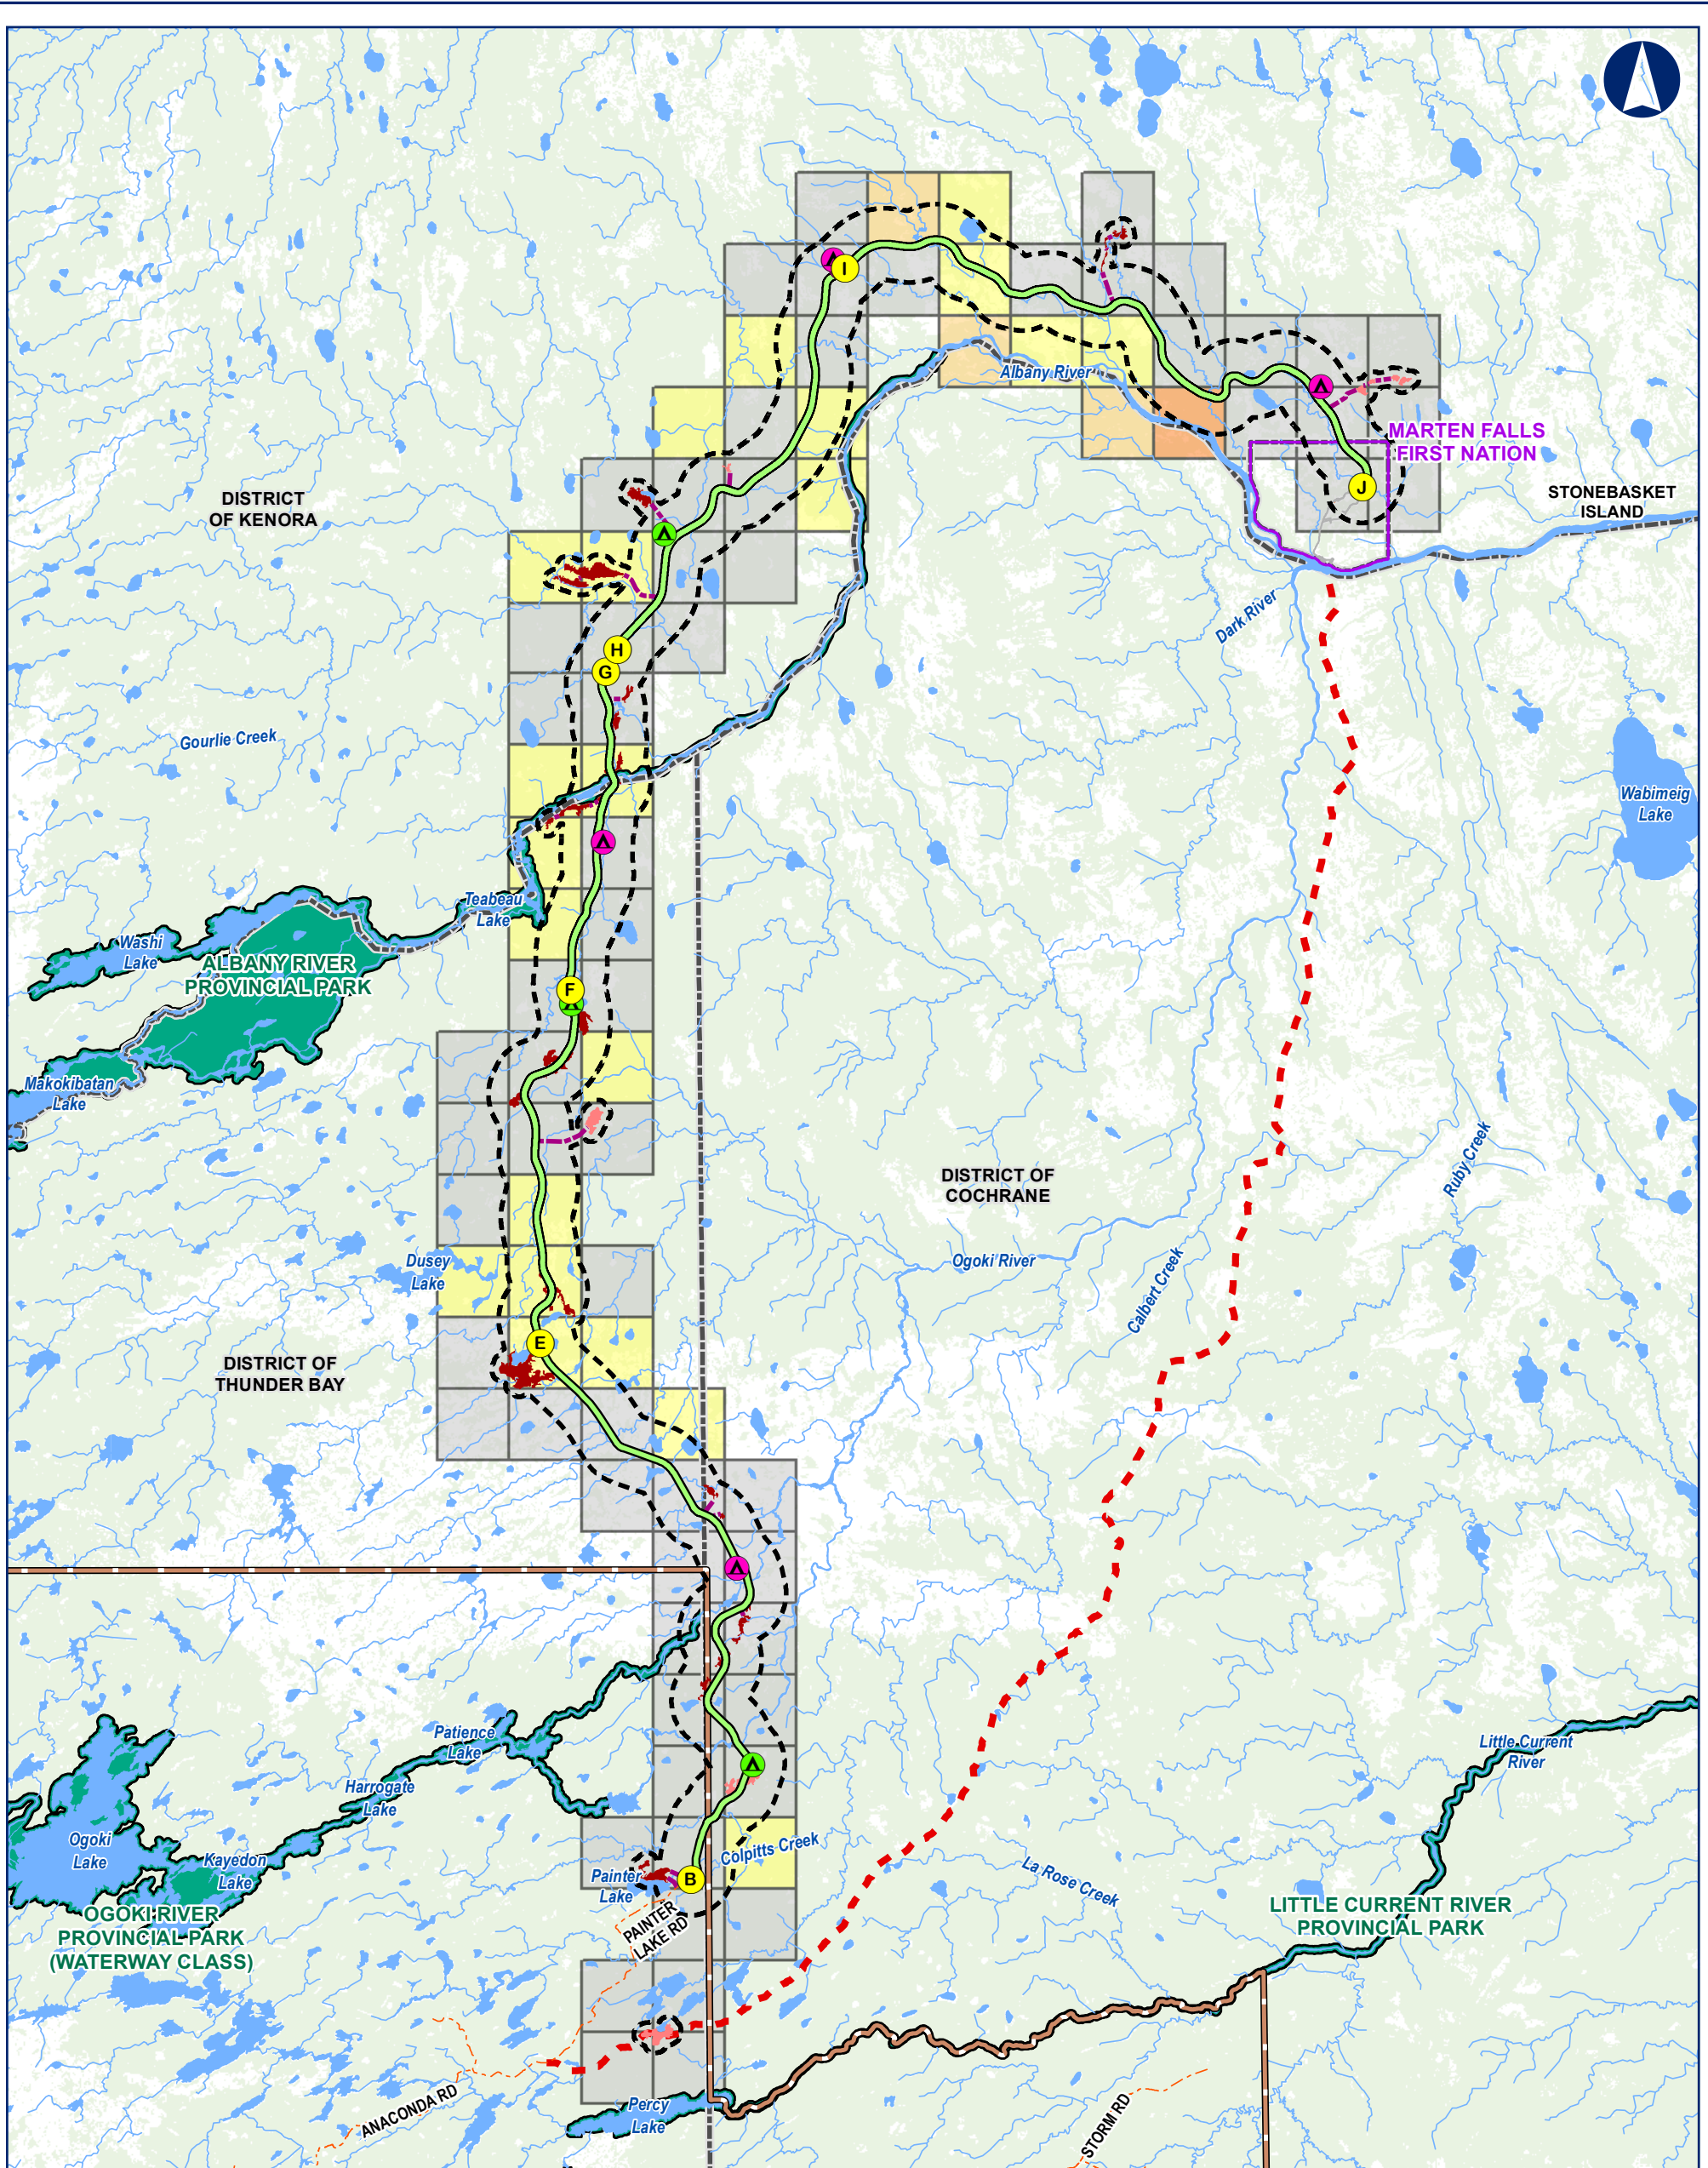 I
Albany River
MARTEN FALLS
FIRST NATION
J
STONEBASKET
ISLAND
DISTRICT
OF KENORA
Dark River
H
G
Gourlie Creek
Wabimeig
Lake
Teabeau
Lake
Washi
Lake
ALBANY RIVER
PROVINCIAL PARK
F
Makokibatan
Lake
DISTRICT OF
COCHRANE
Ruby Creek
Ogoki River
Dusey
Lake
Calbert Creek
E
DISTRICT OF
THUNDER BAY
Patience
Lake
Little Current
River
Harrogate
Lake
Ogoki
Lake
Kayedon
Lake
Colpitts Creek
Painter
Lake
B
La Rose Creek
OGOKI RIVER
PROVINCIAL PARK
(WATERWAY CLASS)
PAINTER
LAKE RD
LITTLE CURRENT RIVER
PROVINCIAL PARK
ANACONDA RD
Percy
Lake
STORM RD